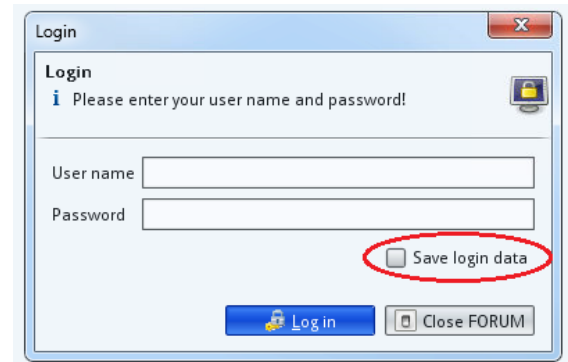 Login
Login
i Please enter your user name and password!
User name
Password
Save login data
Log in
Close FORUM